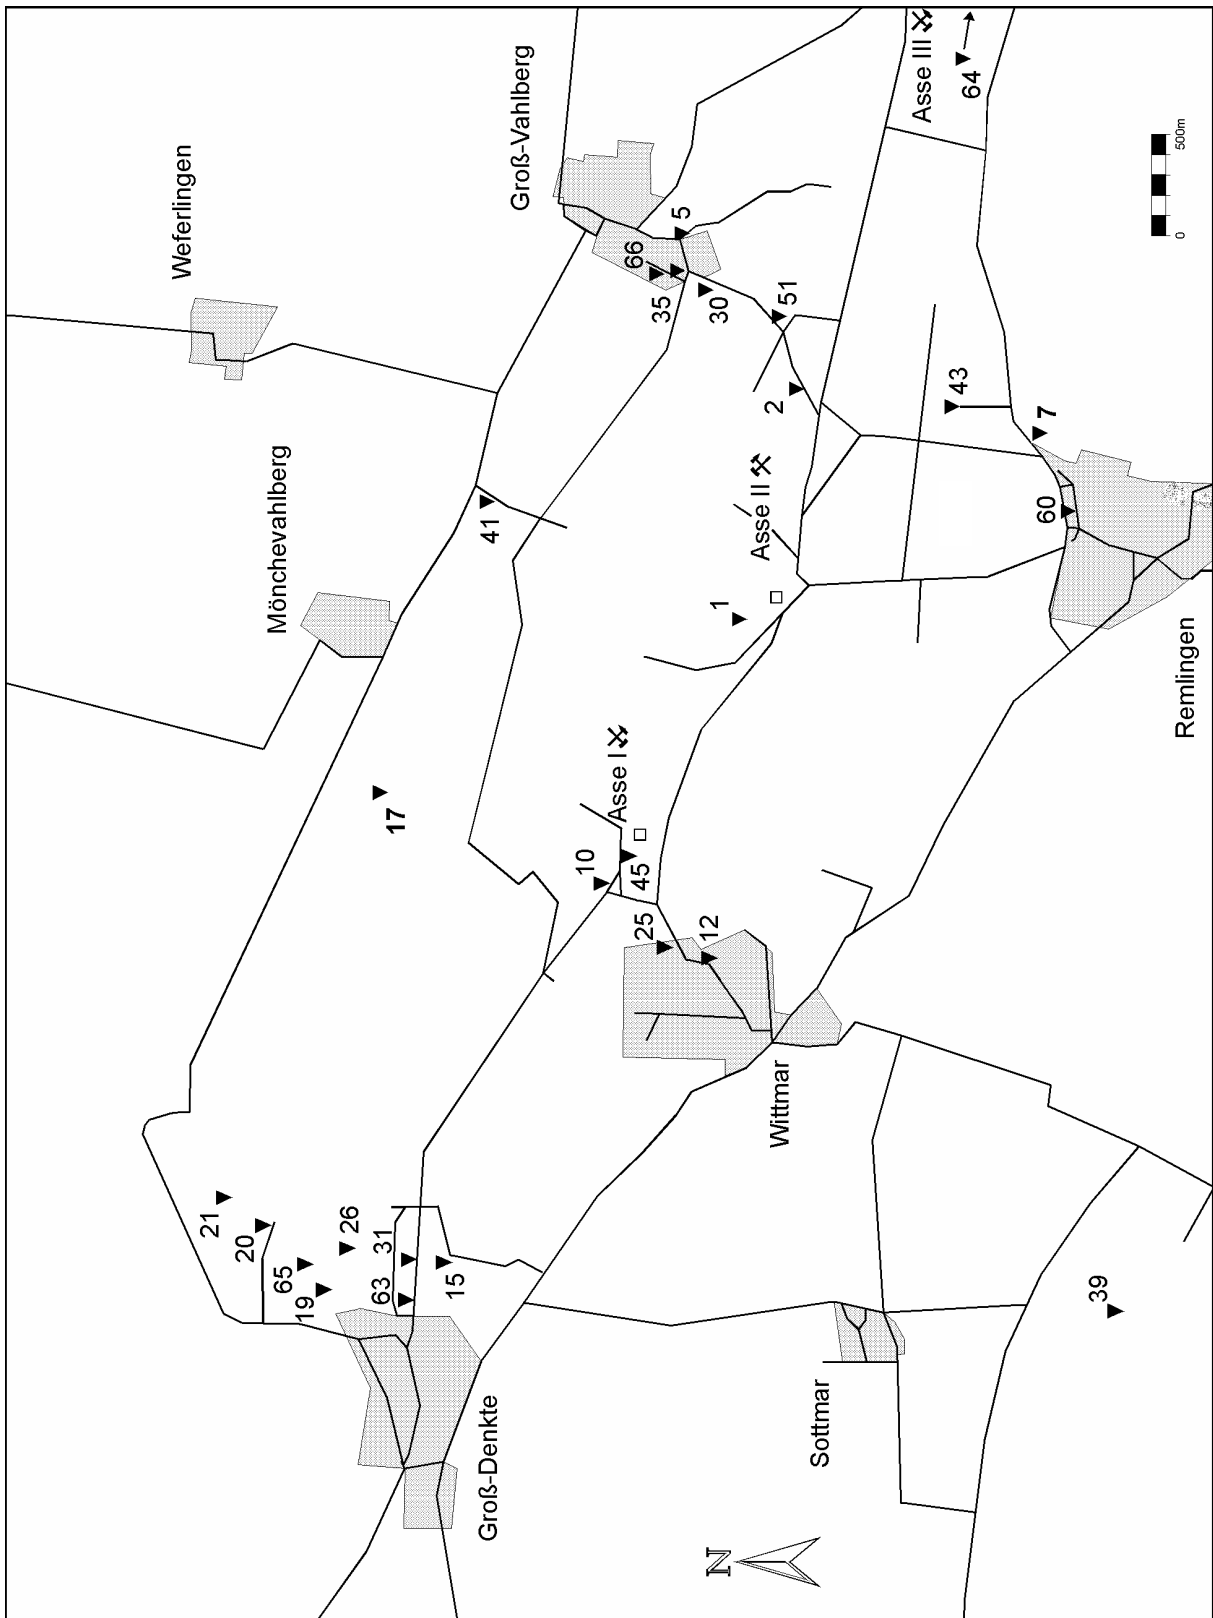 Weferlingen
Mönchevahlberg
Groß-Vahlberg
Asse III
64
5
66
35
30
51
2
43
7
60
41
Asse II
1
17
Asse I
10
45
25
12
Remlingen
Wittmar
21
20
65
19
26
31
63
15
39
Groß-Denkte
Sottmar
N
0
500m